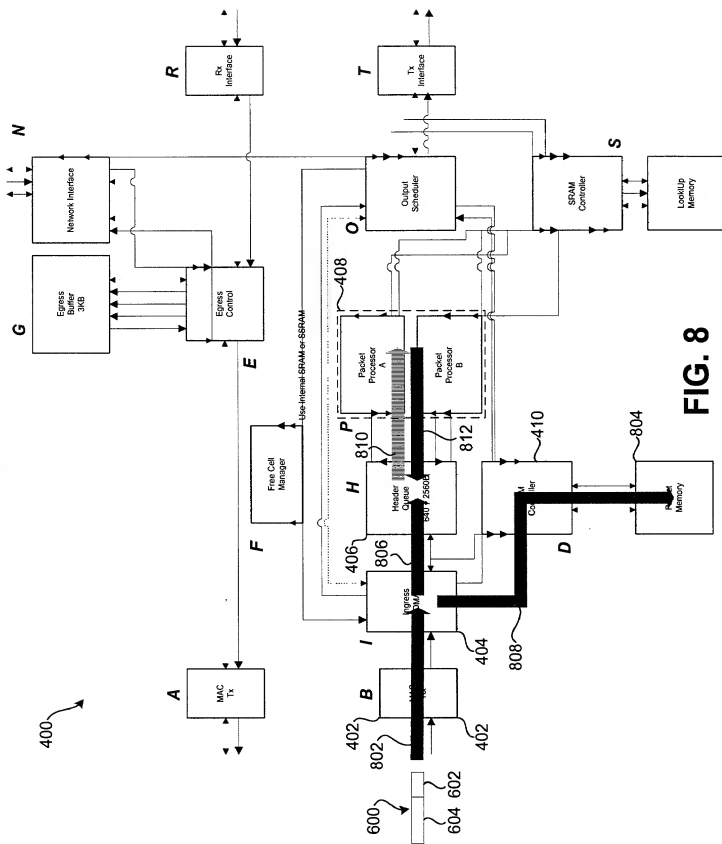 400
A
MAC
Tx
B
402
402
802
600
602
604
G
Egress
Buffer
3KB
N
Network Interface
E
Egress
Control
R
Rx
Interface
T
Tx
Interface
F
Free Cell
Manager
Use Internal SRAM or SSRAM
O
Output
Scheduler
S
SRAM
Controller
LookUp
Memory
408
P
Packet
Processor
A
Packet
Processor
B
810
812
H
Header
Queue
406
806
I
Ingress
404
D
410
804
Memory
808
FIG. 8